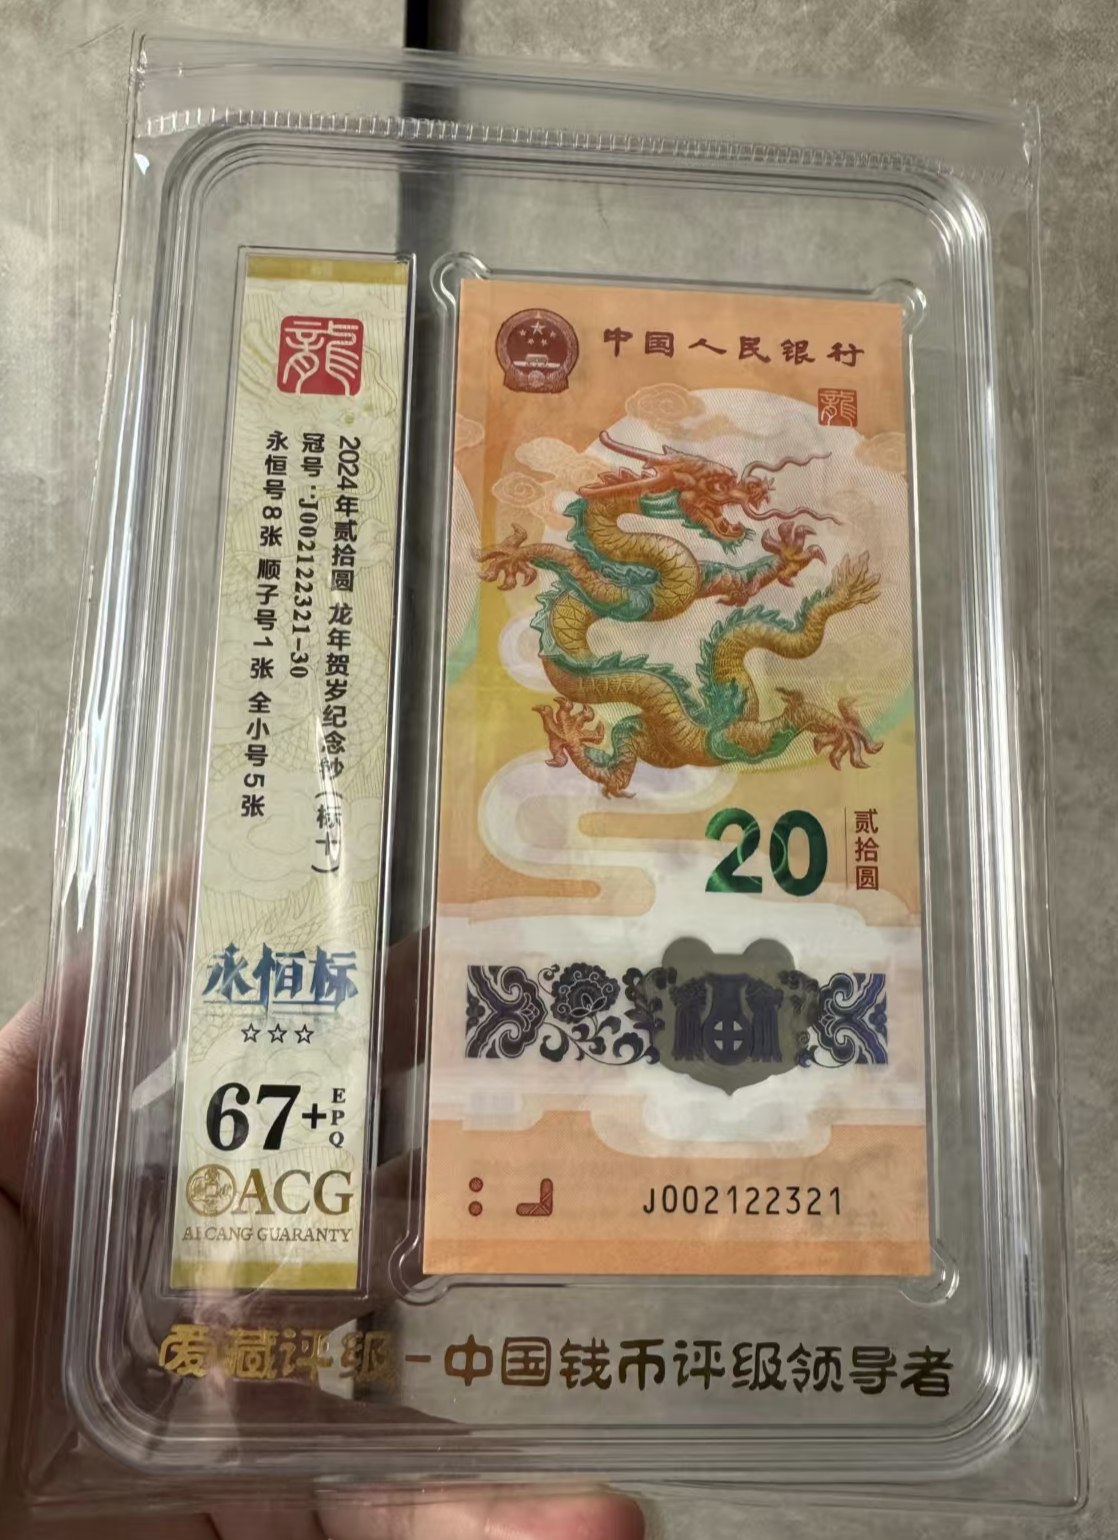 龍
2024年贰拾圆 龙年贺岁纪念钞（标十）
冠号：J002122321-30
永恒号8张 顺子号1张 全小号5张
永恒标
☆☆☆
67+
EPQ
ACG
AI CANG GUARANTY
中国人民银行
龍
20
贰拾圆
福
J002122321
爱藏评级-中国钱币评级领导者